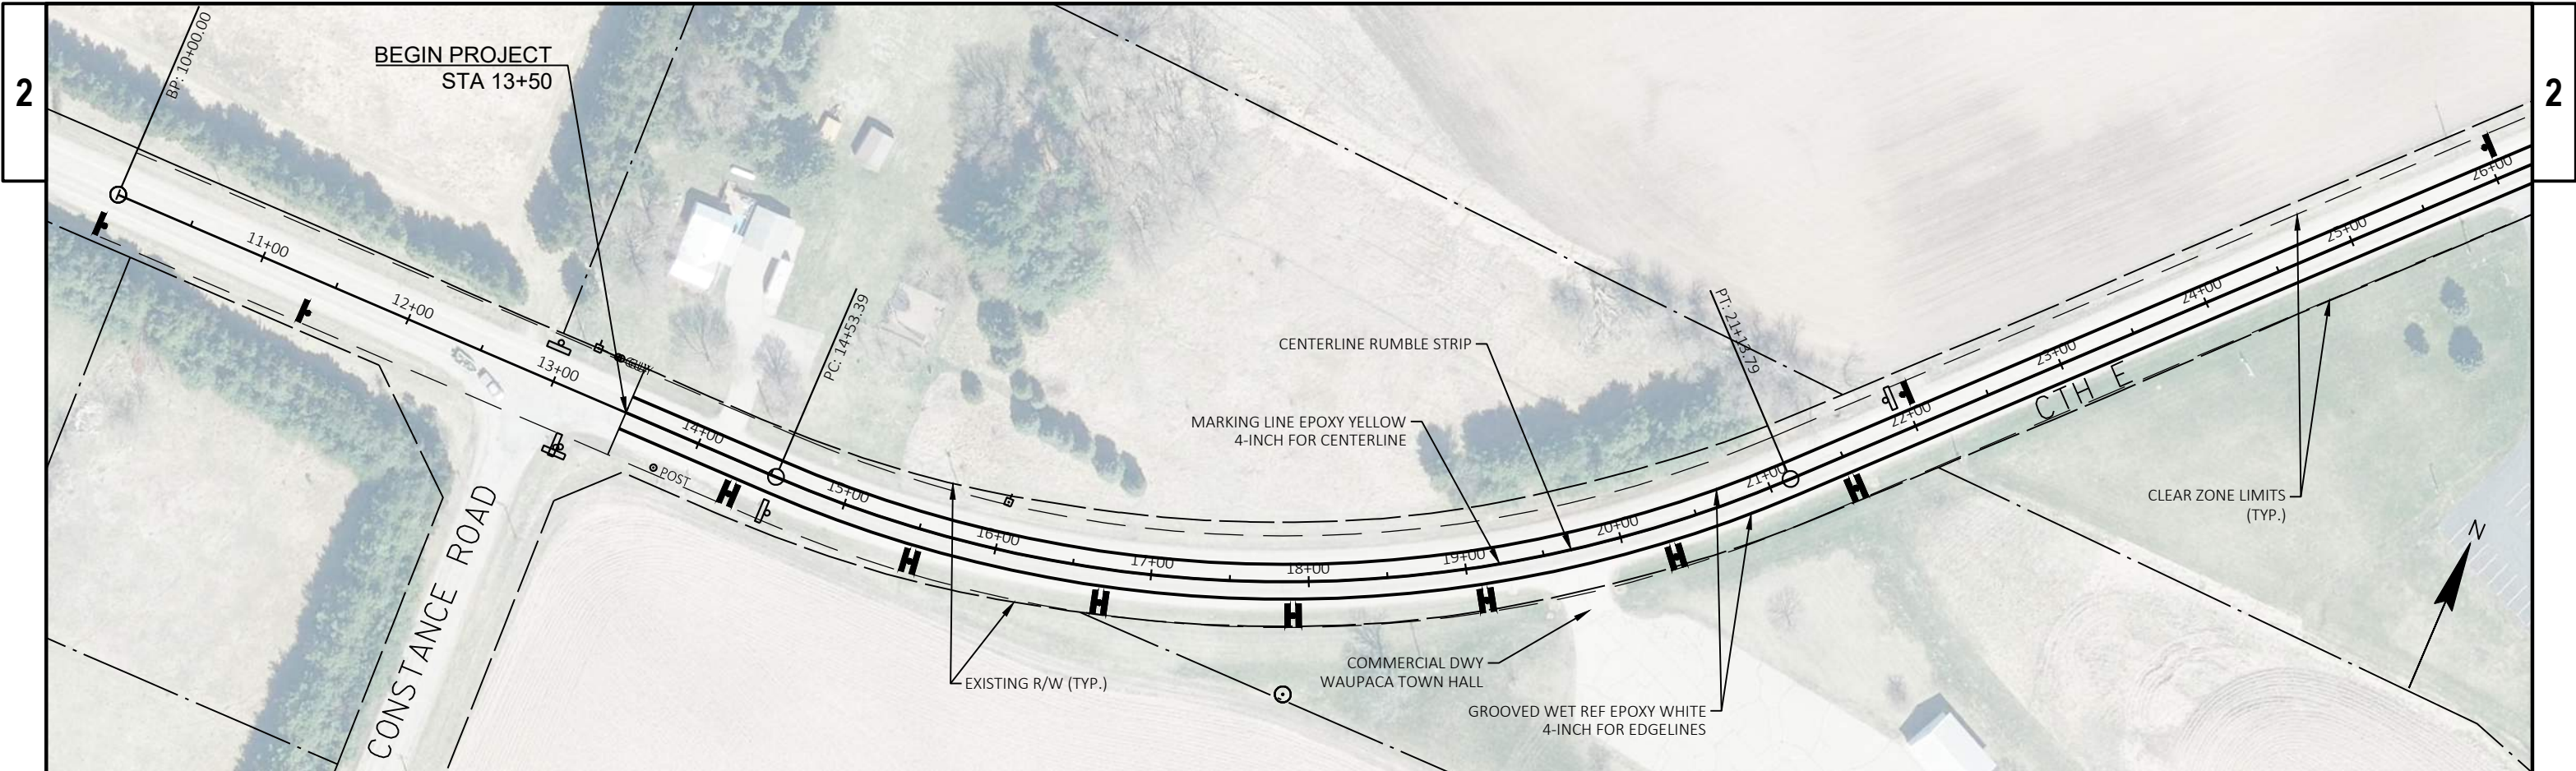 2
2
BP: 10+00.00
BEGIN PROJECT
STA 13+50
11+00
12+00
13+00
POST
14+00
PC: 14+53.39
15+00
16+00
17+00
18+00
19+00
20+00
21+00
PT: 21+13.79
22+00
23+00
24+00
25+00
26+00
CTH E
CENTERLINE RUMBLE STRIP
MARKING LINE EPOXY YELLOW
4-INCH FOR CENTERLINE
CLEAR ZONE LIMITS
(TYP.)
N
CONSTANCE ROAD
EXISTING R/W (TYP.)
COMMERCIAL DWY
WAUPACA TOWN HALL
GROOVED WET REF EPOXY WHITE
4-INCH FOR EDGELINES